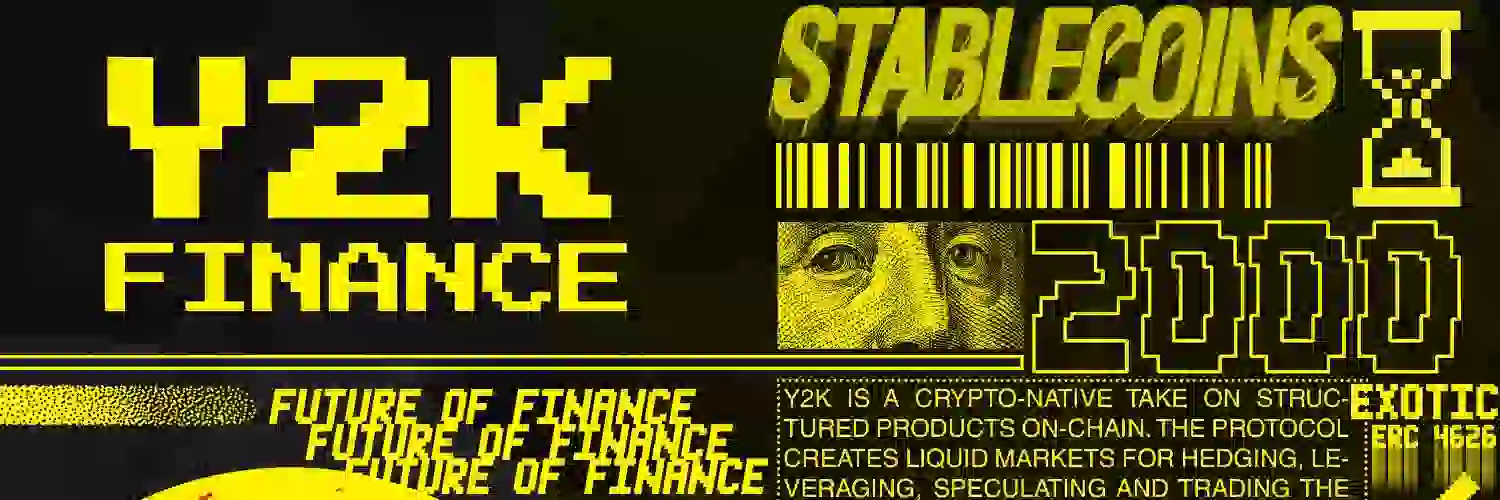 Y2K
FINANCE
STABLECOINS
2000
FUTURE OF FINANCE
FUTURE OF FINANCE
FUTURE OF FINANCE
Y2K IS A CRYPTO-NATIVE TAKE ON STRUC-
TURED PRODUCTS ON-CHAIN. THE PROTOCOL
CREATES LIQUID MARKETS FOR HEDGING, LE-
VERAGING, SPECULATING AND TRADING THE
EXOTIC
ERC 4626